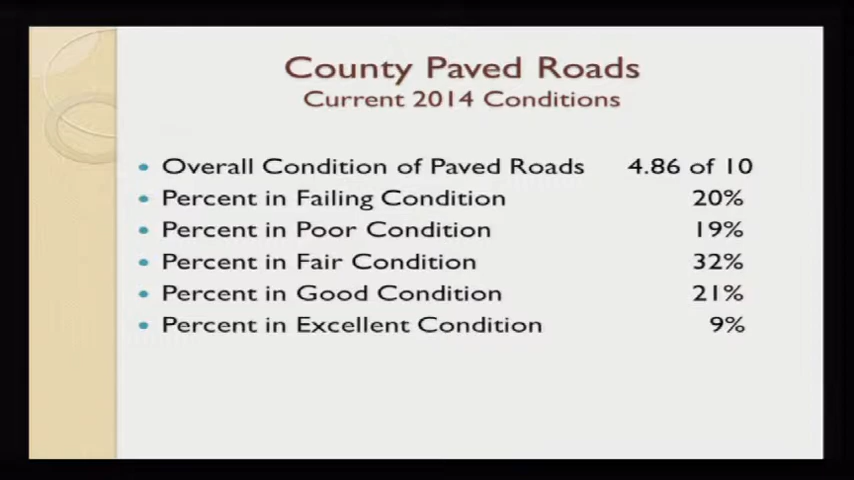 County Paved Roads
Current 2014 Conditions
• Overall Condition of Paved Roads 4.86 of 10
• Percent in Failing Condition 20%
• Percent in Poor Condition 19%
• Percent in Fair Condition 32%
• Percent in Good Condition 21%
• Percent in Excellent Condition 9%